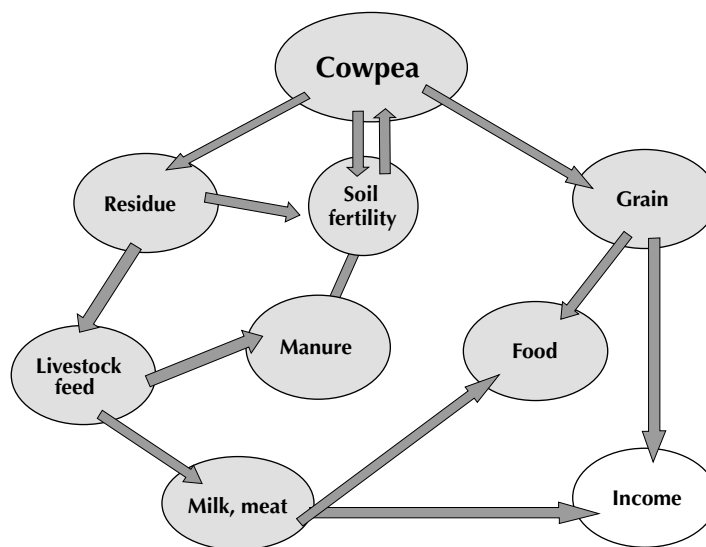 Cowpea
Residue
Soil
fertility
Grain
Livestock
feed
Manure
Food
Milk, meat
Income